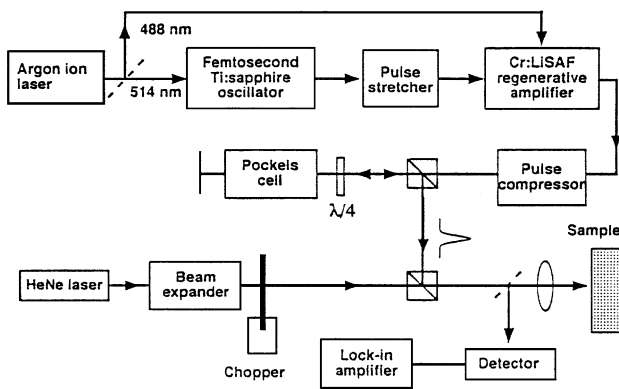 488 nm
Argon ion
laser
514 nm
Femtosecond
Ti:sapphire
oscillator
Pulse
stretcher
Cr:LiSAF
regenerative
amplifier
Pockels
cell
λ/4
Pulse
compressor
Sample
HeNe laser
Beam
expander
Chopper
Lock-in
amplifier
Detector